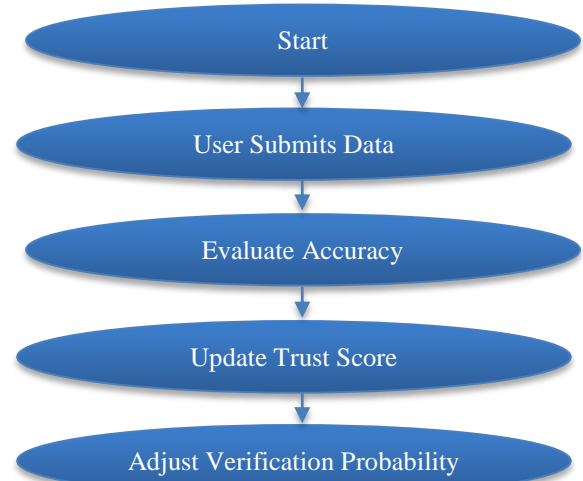 Start
User Submits Data
Evaluate Accuracy
Update Trust Score
Adjust Verification Probability